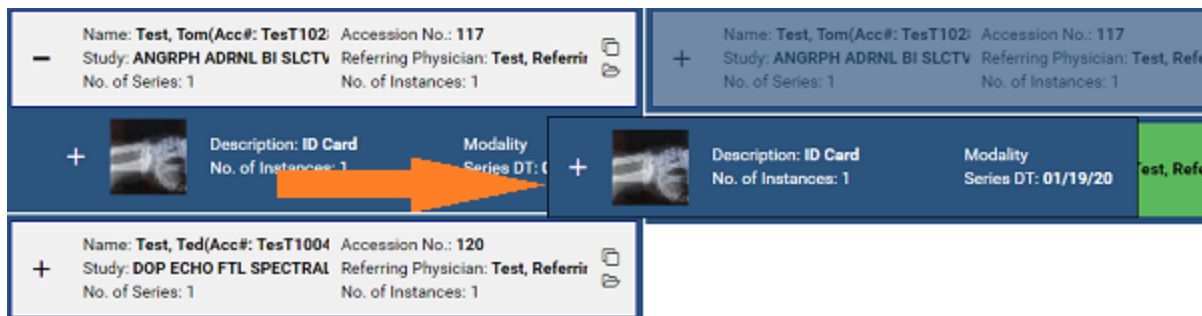 Name: Test, Tom(Acc#: TesT102 Accession No.: 117
Study: ANGRPH ADRNL BI SLCTV Referring Physician: Test, Referrin
No. of Series: 1 No. of Instances: 1
Description: ID Card Modality
No. of Instances: 1 Series DT: 0
Name: Test, Ted(Acc#: TesT1004 Accession No.: 120
Study: DOP ECHO FTL SPECTRAL Referring Physician: Test, Referrin
No. of Series: 1 No. of Instances: 1
Name: Test, Tom(Acc#: TesT102 Accession No.: 117
Study: ANGRPH ADRNL BI SLCTV Referring Physician: Test, Refe
No. of Series: 1 No. of Instances: 1
Description: ID Card Modality
No. of Instances: 1 Series DT: 01/19/20
Test, Refe